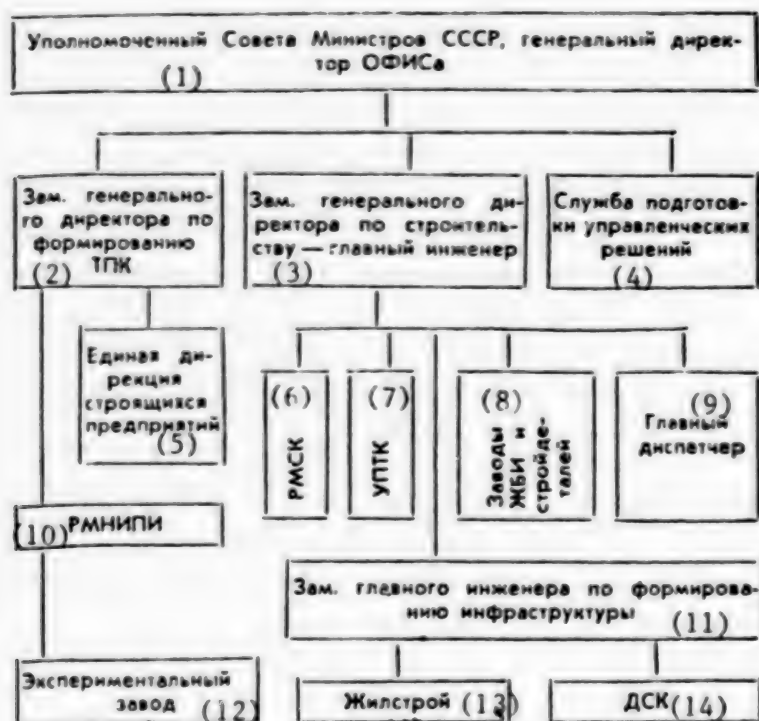 Уполномоченный Совета Министров СССР, генеральный дирек-
тор ОФИСа
(1)
Зам. генерально-
го директора по
формированию
ТПК
(2)
Зам. генерального ди-
ректора по строитель-
ству — главный инженер
(3)
Служба подготов-
ки управленческих
решений
(4)
Единая ди-
рекция
строящихся
предприятий
(5)
(6)
РМСК
(7)
УПТК
(8)
Заводы
ЖБИ и
стройде-
талей
(9)
Главный
диспетчер
РМНИПИ
(10)
Зам. главного инженера по формирова-
нию инфраструктуры
(11)
Экспериментальный
завод (12)
Жилстрой (13)
ДСК (14)